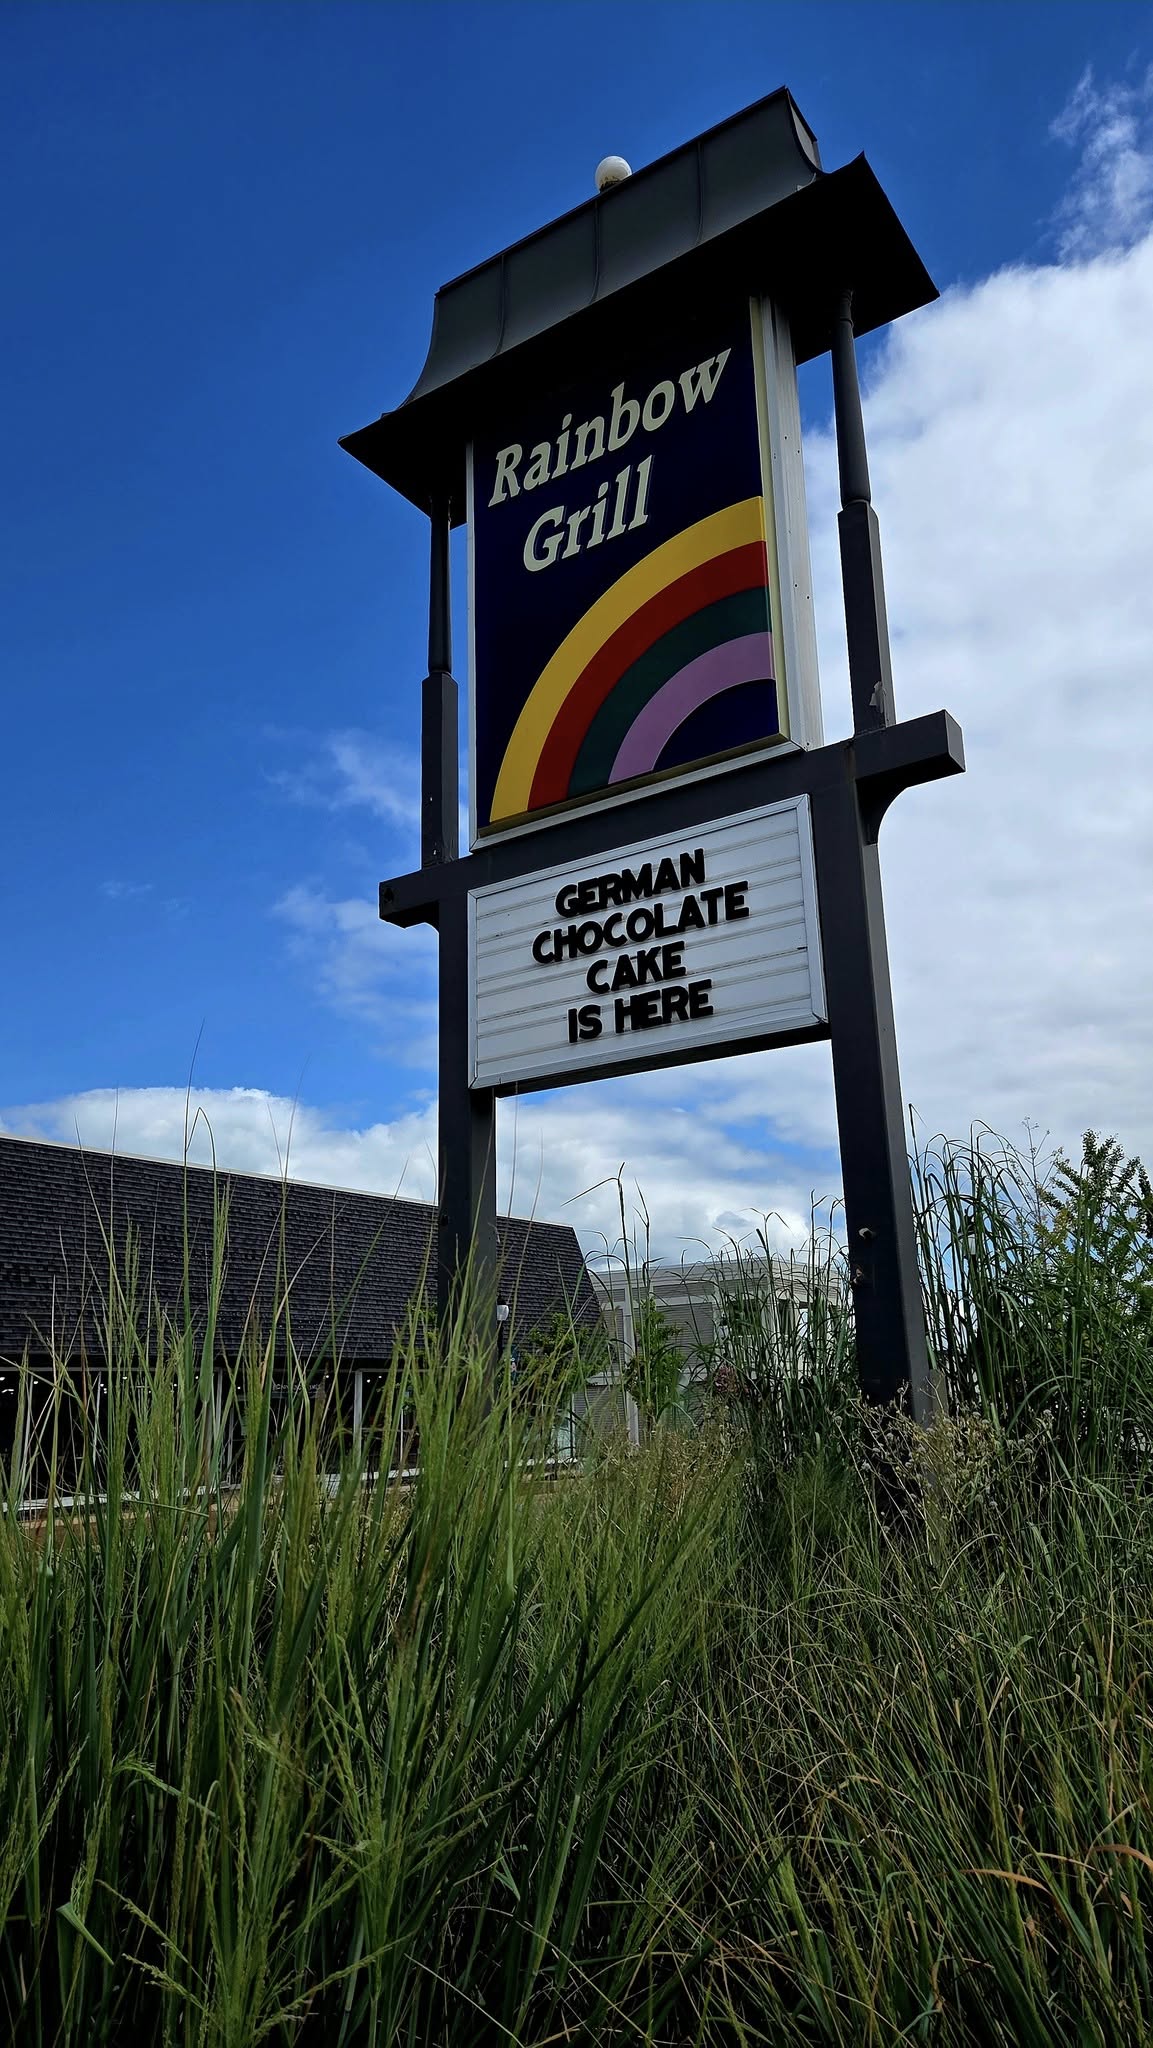 Rainbow
Grill
GERMAN
CHOCOLATE
CAKE
IS HERE